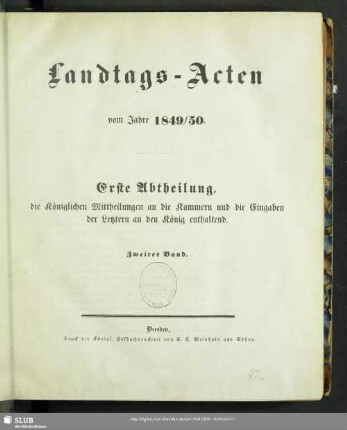 Landtags-Acten
vom Jahre 1849/50.
Erste Abtheilung,
die Königlichen Mittheilungen an die Kammern und die Eingaben
der Letztern an den König enthaltend.
Zweiter Band.
Dresden,
Druck der Königl. Hofbuchdruckerei von C. C. Meinhold und Söhne.
SLUB